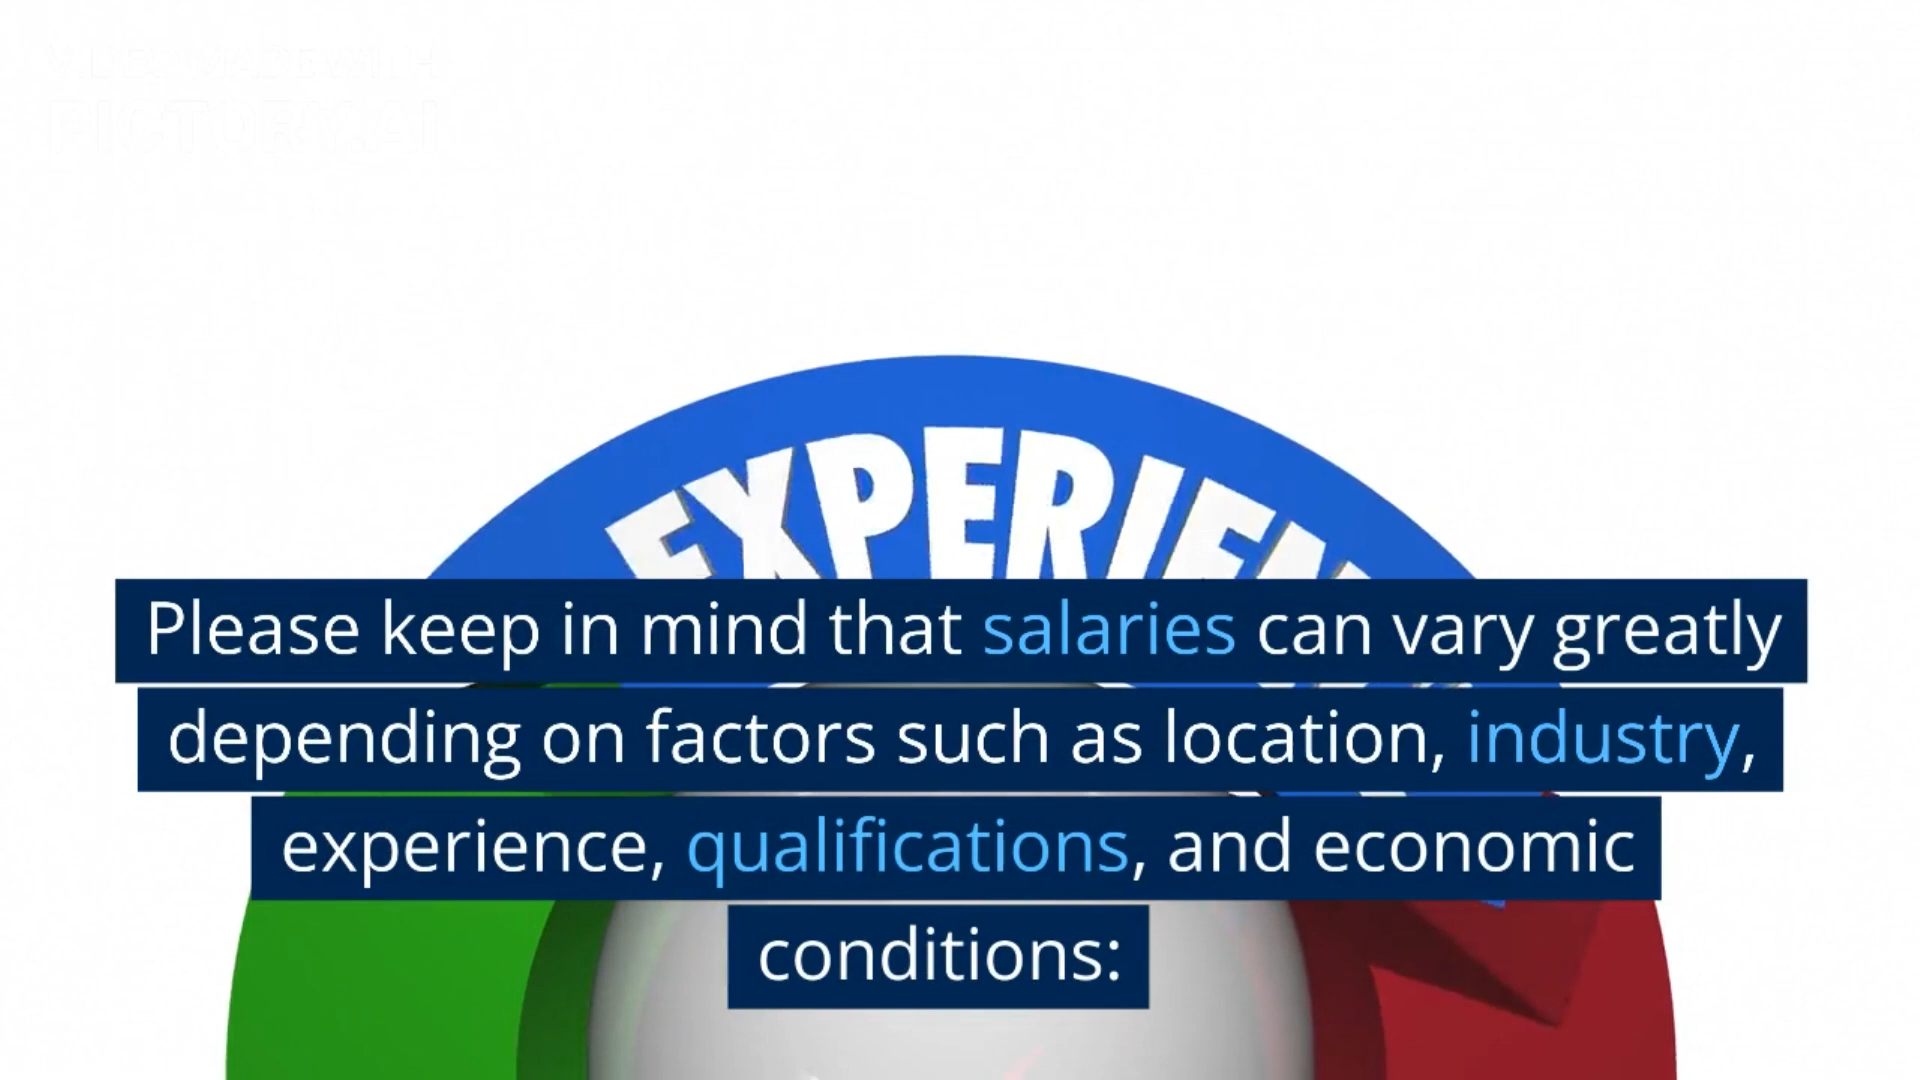 EXPERIEN
Please keep in mind that salaries can vary greatly
depending on factors such as location, industry,
experience, qualifications, and economic
conditions: